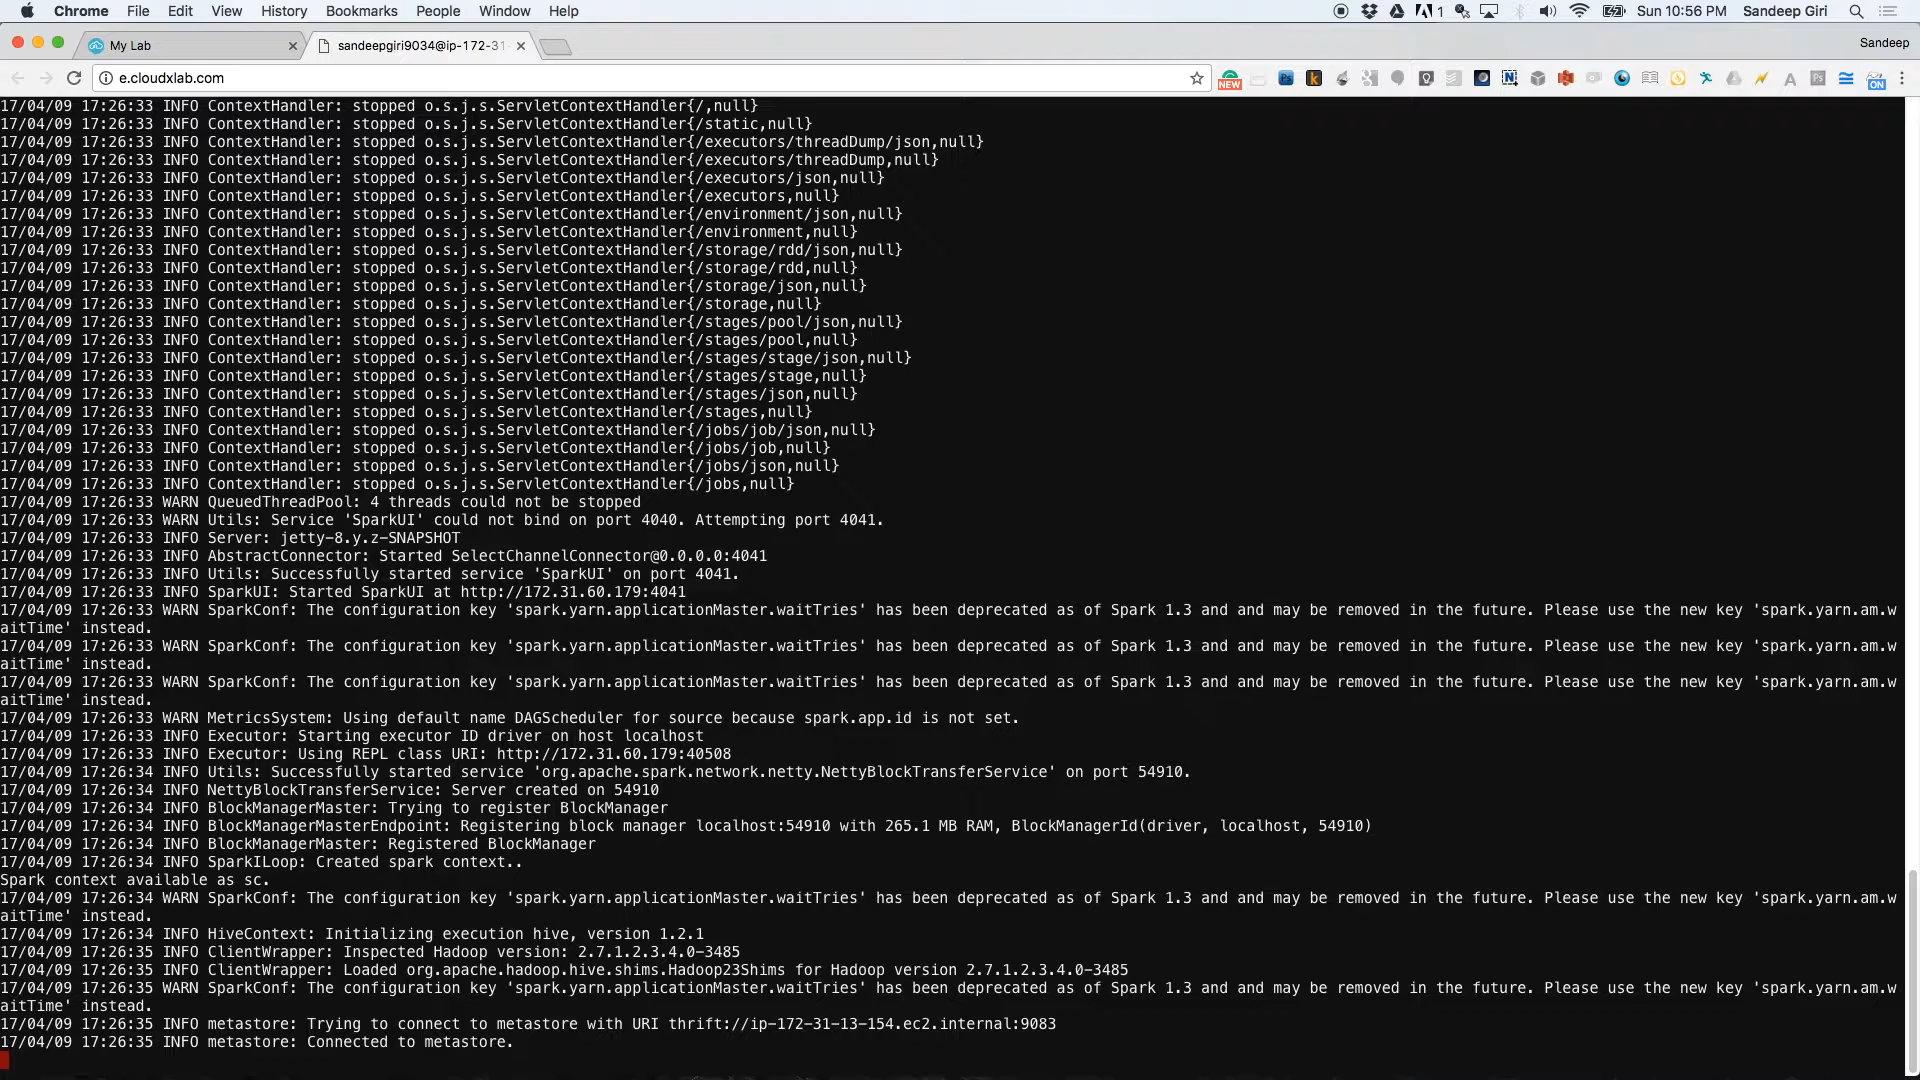 Chrome File Edit View History Bookmarks People Window Help 1 Sun 10:56 PM Sandeep Giri
My Lab sandeepgiri9034@ip-172-31 Sandeep
e.cloudxlab.com NEW ON
17/04/09 17:26:33 INFO ContextHandler: stopped o.s.j.s.ServletContextHandler{/,null}
17/04/09 17:26:33 INFO ContextHandler: stopped o.s.j.s.ServletContextHandler{/static,null}
17/04/09 17:26:33 INFO ContextHandler: stopped o.s.j.s.ServletContextHandler{/executors/threadDump/json,null}
17/04/09 17:26:33 INFO ContextHandler: stopped o.s.j.s.ServletContextHandler{/executors/threadDump,null}
17/04/09 17:26:33 INFO ContextHandler: stopped o.s.j.s.ServletContextHandler{/executors/json,null}
17/04/09 17:26:33 INFO ContextHandler: stopped o.s.j.s.ServletContextHandler{/executors,null}
17/04/09 17:26:33 INFO ContextHandler: stopped o.s.j.s.ServletContextHandler{/environment/json,null}
17/04/09 17:26:33 INFO ContextHandler: stopped o.s.j.s.ServletContextHandler{/environment,null}
17/04/09 17:26:33 INFO ContextHandler: stopped o.s.j.s.ServletContextHandler{/storage/rdd/json,null}
17/04/09 17:26:33 INFO ContextHandler: stopped o.s.j.s.ServletContextHandler{/storage/rdd,null}
17/04/09 17:26:33 INFO ContextHandler: stopped o.s.j.s.ServletContextHandler{/storage/json,null}
17/04/09 17:26:33 INFO ContextHandler: stopped o.s.j.s.ServletContextHandler{/storage,null}
17/04/09 17:26:33 INFO ContextHandler: stopped o.s.j.s.ServletContextHandler{/stages/pool/json,null}
17/04/09 17:26:33 INFO ContextHandler: stopped o.s.j.s.ServletContextHandler{/stages/pool,null}
17/04/09 17:26:33 INFO ContextHandler: stopped o.s.j.s.ServletContextHandler{/stages/stage/json,null}
17/04/09 17:26:33 INFO ContextHandler: stopped o.s.j.s.ServletContextHandler{/stages/stage,null}
17/04/09 17:26:33 INFO ContextHandler: stopped o.s.j.s.ServletContextHandler{/stages/json,null}
17/04/09 17:26:33 INFO ContextHandler: stopped o.s.j.s.ServletContextHandler{/stages,null}
17/04/09 17:26:33 INFO ContextHandler: stopped o.s.j.s.ServletContextHandler{/jobs/job/json,null}
17/04/09 17:26:33 INFO ContextHandler: stopped o.s.j.s.ServletContextHandler{/jobs/job,null}
17/04/09 17:26:33 INFO ContextHandler: stopped o.s.j.s.ServletContextHandler{/jobs/json,null}
17/04/09 17:26:33 INFO ContextHandler: stopped o.s.j.s.ServletContextHandler{/jobs,null}
17/04/09 17:26:33 WARN QueuedThreadPool: 4 threads could not be stopped
17/04/09 17:26:33 WARN Utils: Service 'SparkUI' could not bind on port 4040. Attempting port 4041.
17/04/09 17:26:33 INFO Server: jetty-8.y.z-SNAPSHOT
17/04/09 17:26:33 INFO AbstractConnector: Started SelectChannelConnector@0.0.0.0:4041
17/04/09 17:26:33 INFO Utils: Successfully started service 'SparkUI' on port 4041.
17/04/09 17:26:33 INFO SparkUI: Started SparkUI at http://172.31.60.179:4041
17/04/09 17:26:33 WARN SparkConf: The configuration key 'spark.yarn.applicationMaster.waitTries' has been deprecated as of Spark 1.3 and and may be removed in the future. Please use the new key 'spark.yarn.am.w
aitTime' instead.
17/04/09 17:26:33 WARN SparkConf: The configuration key 'spark.yarn.applicationMaster.waitTries' has been deprecated as of Spark 1.3 and and may be removed in the future. Please use the new key 'spark.yarn.am.w
aitTime' instead.
17/04/09 17:26:33 WARN SparkConf: The configuration key 'spark.yarn.applicationMaster.waitTries' has been deprecated as of Spark 1.3 and and may be removed in the future. Please use the new key 'spark.yarn.am.w
aitTime' instead.
17/04/09 17:26:33 WARN MetricsSystem: Using default name DAGScheduler for source because spark.app.id is not set.
17/04/09 17:26:33 INFO Executor: Starting executor ID driver on host localhost
17/04/09 17:26:33 INFO Executor: Using REPL class URI: http://172.31.60.179:40508
17/04/09 17:26:34 INFO Utils: Successfully started service 'org.apache.spark.network.netty.NettyBlockTransferService' on port 54910.
17/04/09 17:26:34 INFO NettyBlockTransferService: Server created on 54910
17/04/09 17:26:34 INFO BlockManagerMaster: Trying to register BlockManager
17/04/09 17:26:34 INFO BlockManagerMasterEndpoint: Registering block manager localhost:54910 with 265.1 MB RAM, BlockManagerId(driver, localhost, 54910)
17/04/09 17:26:34 INFO BlockManagerMaster: Registered BlockManager
17/04/09 17:26:34 INFO SparkILoop: Created spark context..
Spark context available as sc.
17/04/09 17:26:34 WARN SparkConf: The configuration key 'spark.yarn.applicationMaster.waitTries' has been deprecated as of Spark 1.3 and and may be removed in the future. Please use the new key 'spark.yarn.am.w
aitTime' instead.
17/04/09 17:26:34 INFO HiveContext: Initializing execution hive, version 1.2.1
17/04/09 17:26:35 INFO ClientWrapper: Inspected Hadoop version: 2.7.1.2.3.4.0-3485
17/04/09 17:26:35 INFO ClientWrapper: Loaded org.apache.hadoop.hive.shims.Hadoop23Shims for Hadoop version 2.7.1.2.3.4.0-3485
17/04/09 17:26:35 WARN SparkConf: The configuration key 'spark.yarn.applicationMaster.waitTries' has been deprecated as of Spark 1.3 and and may be removed in the future. Please use the new key 'spark.yarn.am.w
aitTime' instead.
17/04/09 17:26:35 INFO metastore: Trying to connect to metastore with URI thrift://ip-172-31-13-154.ec2.internal:9083
17/04/09 17:26:35 INFO metastore: Connected to metastore.